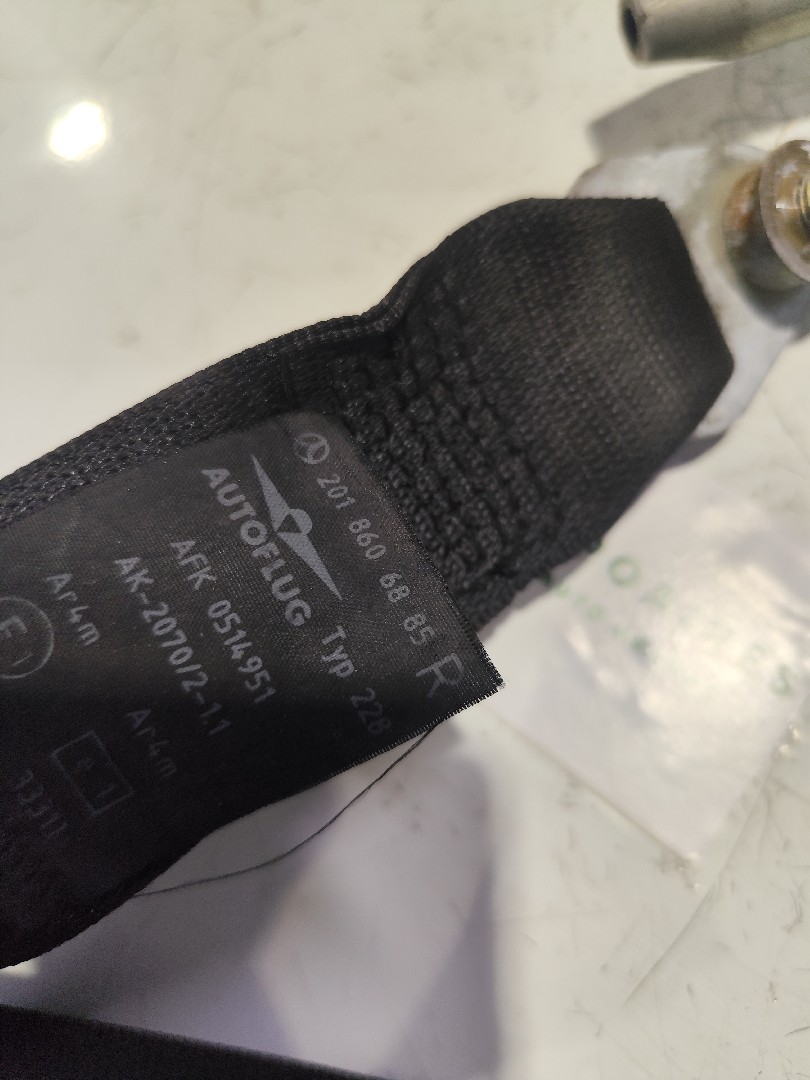 201 860 68 85 R
AUTOFLUG Typ 228
AFK 0514951
AK-2070/2-1.1
Ar4m Ar4m
E1 e1